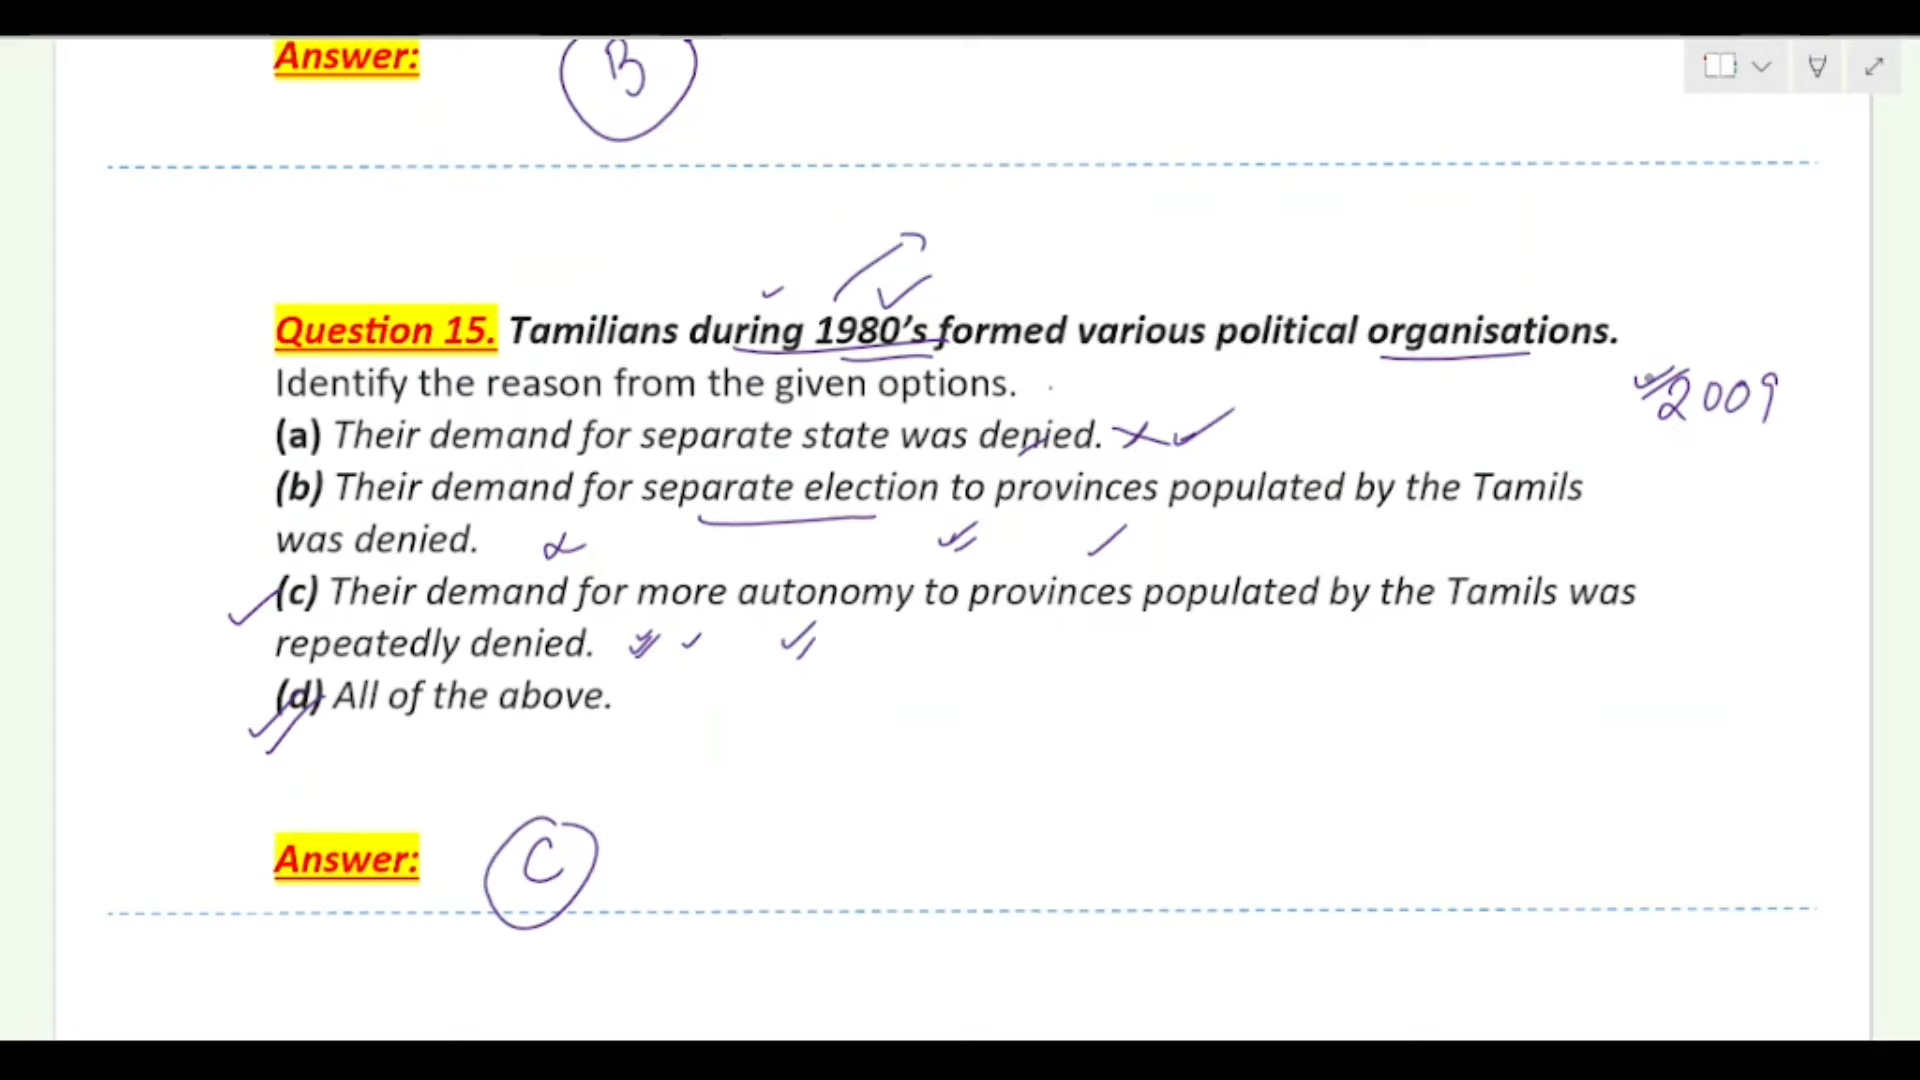 Answer: B
Question 15. Tamilians during 1980’s formed various political organisations.
Identify the reason from the given options.
2009
(a) Their demand for separate state was denied.
(b) Their demand for separate election to provinces populated by the Tamils
was denied.
(c) Their demand for more autonomy to provinces populated by the Tamils was
repeatedly denied.
(d) All of the above.
Answer: C